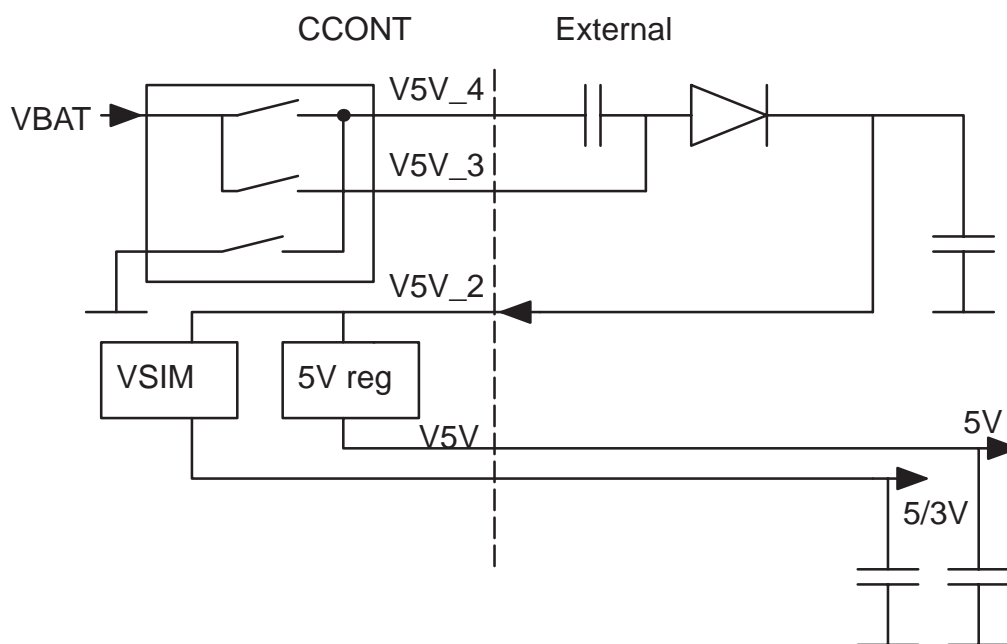 CCONT
External
V5V_4
VBAT
V5V_3
V5V_2
VSIM
5V reg
V5V
5V
5/3V